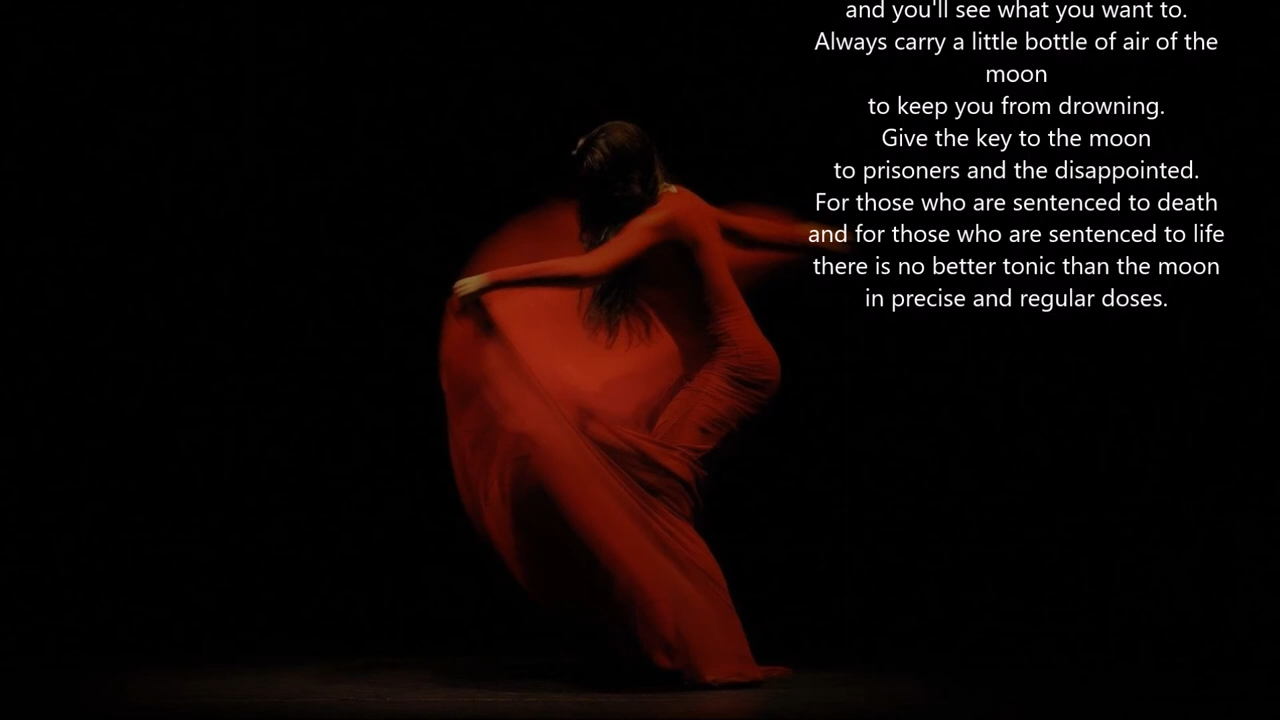 and you'll see what you want to.
Always carry a little bottle of air of the
moon
to keep you from drowning.
Give the key to the moon
to prisoners and the disappointed.
For those who are sentenced to death
and for those who are sentenced to life
there is no better tonic than the moon
in precise and regular doses.